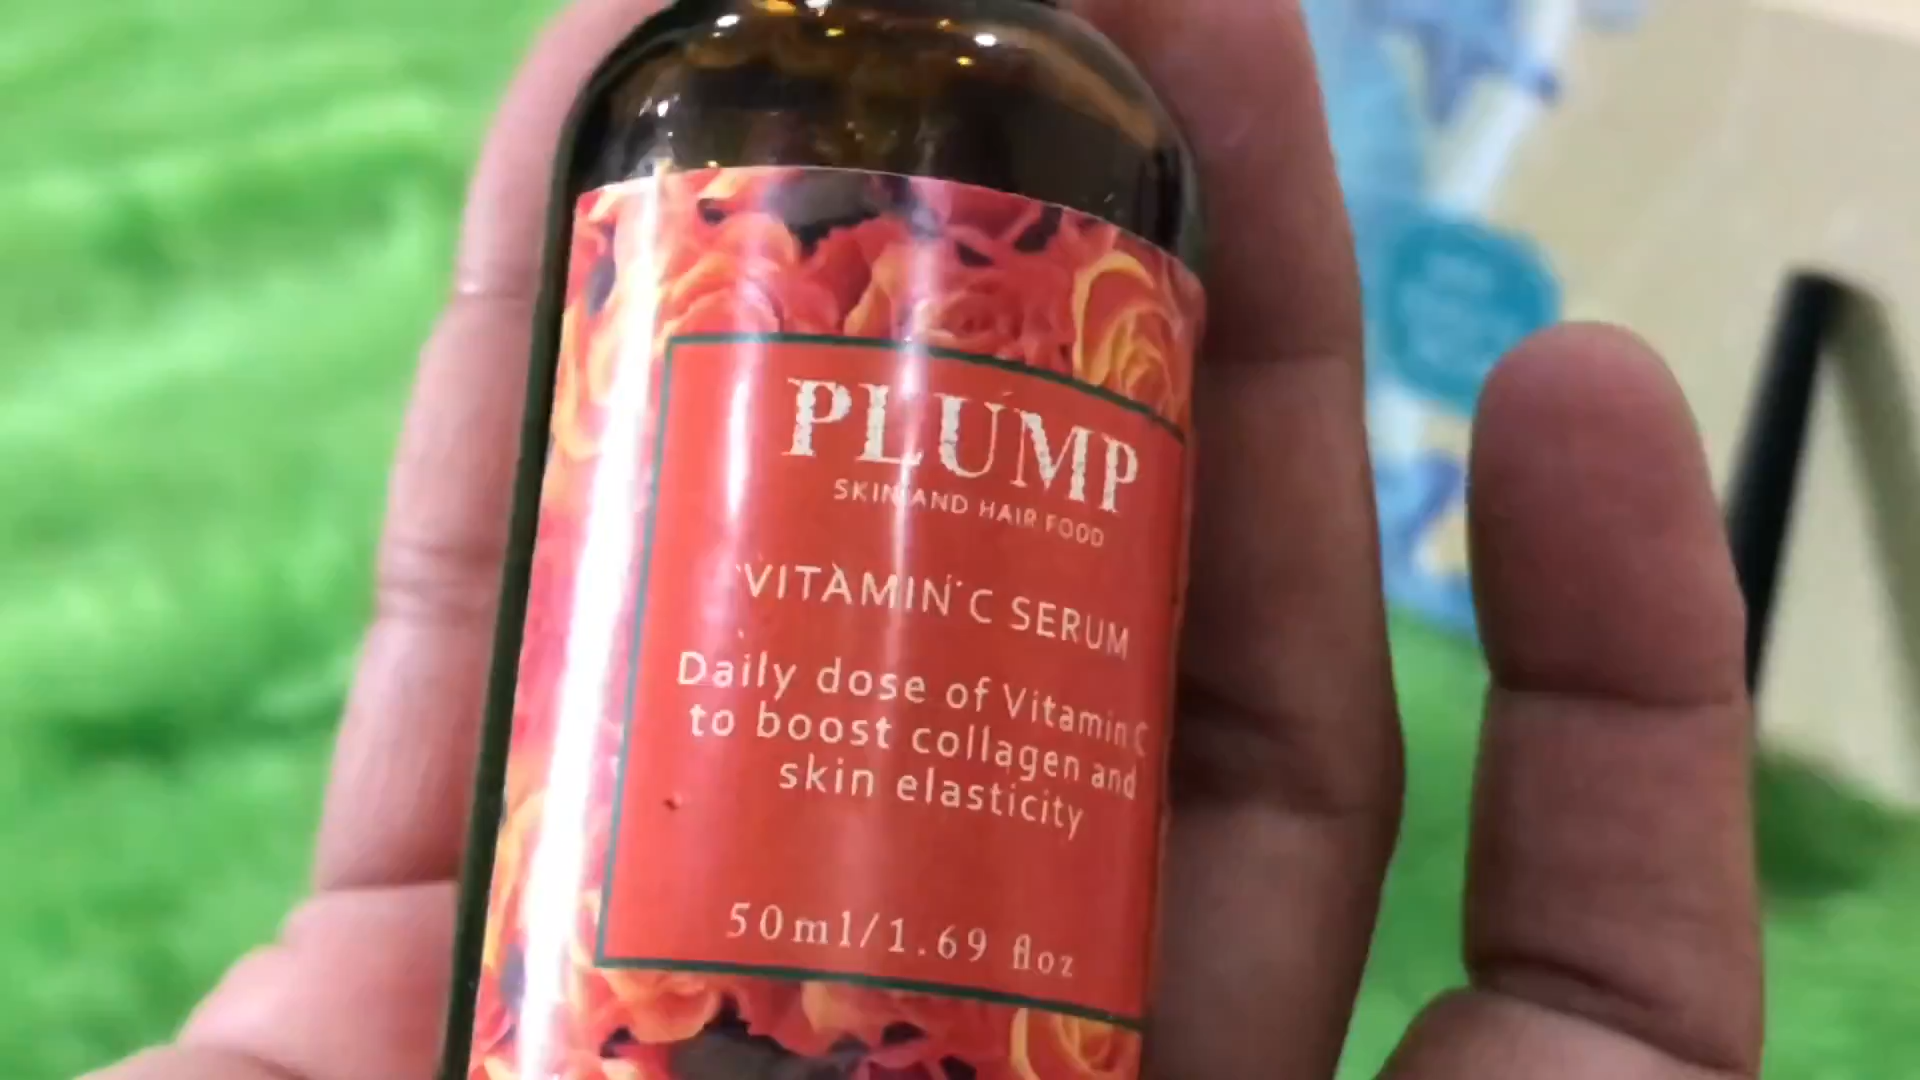 PLUMP
SKIN AND HAIR FOOD
VITAMIN C SERUM
Daily dose of Vitamin C
to boost collagen and
skin elasticity
50ml/1.69 floz